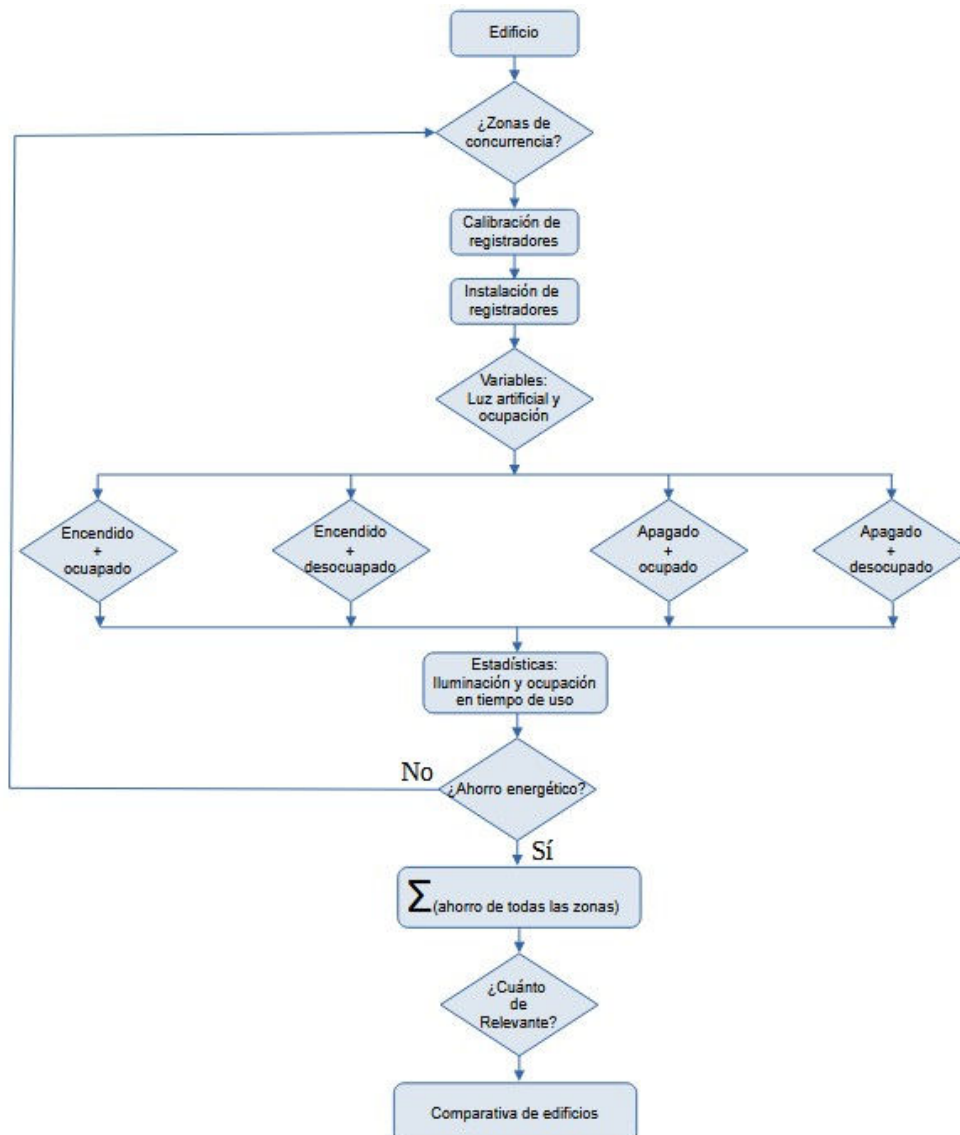 Edificio
¿Zonas de
concurrencia?
Calibración de
registradores
Instalación de
registradores
Variables:
Luz artificial y
ocupación
Encendido
+
ocuapado
Encendido
+
desocuapado
Apagado
+
ocupado
Apagado
+
desocupado
Estadísticas:
Iluminación y ocupación
en tiempo de uso
No
¿Ahorro energético?
Sí
Σ(ahorro de todas las zonas)
¿Cuánto
de
Relevante?
Comparativa de edificios